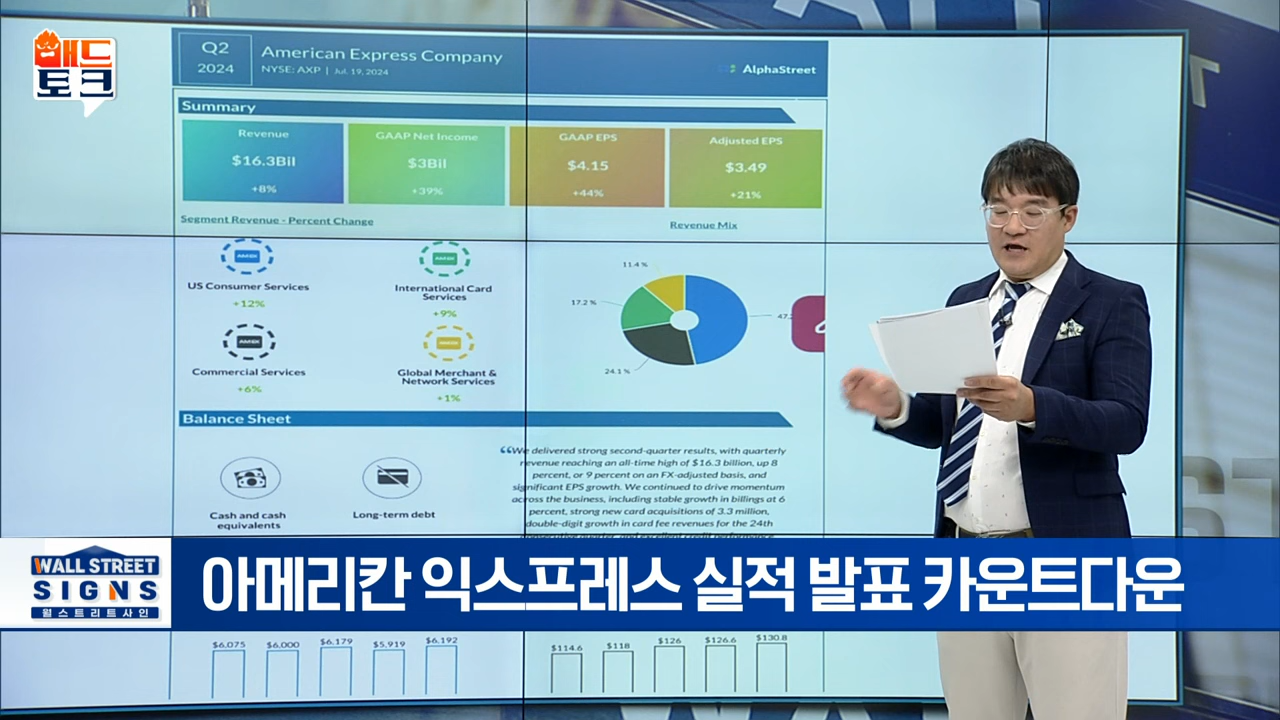 매드
토크
Q2
2024
American Express Company
NYSE: AXP | Jul. 19, 2024
AlphaStreet
Summary
Revenue
$16.3Bil
+8%
GAAP Net Income
$3Bil
+39%
GAAP EPS
$4.15
+44%
Adjusted EPS
$3.49
+21%
Segment Revenue - Percent Change
Revenue Mix
US Consumer Services
+12%
International Card
Services
+9%
Commercial Services
+6%
Global Merchant &
Network Services
+1%
11.4 %
17.2 %
24.1 %
47.
Balance Sheet
Cash and cash
equivalents
Long-term debt
“We delivered strong second-quarter results, with quarterly
revenue reaching an all-time high of $16.3 billion, up 8
percent, or 9 percent on an FX-adjusted basis, and
significant EPS growth. We continued to drive momentum
across the business, including stable growth in billings at 6
percent, strong new card acquisitions of 3.3 million,
double-digit growth in card fee revenues for the 24th
WALL STREET
SIGNS
월스트리트사인
아메리칸 익스프레스 실적 발표 카운트다운
$6,075
$6,000
$6,179
$5,919
$6,192
$114.6
$118
$126
$126.6
$130.8